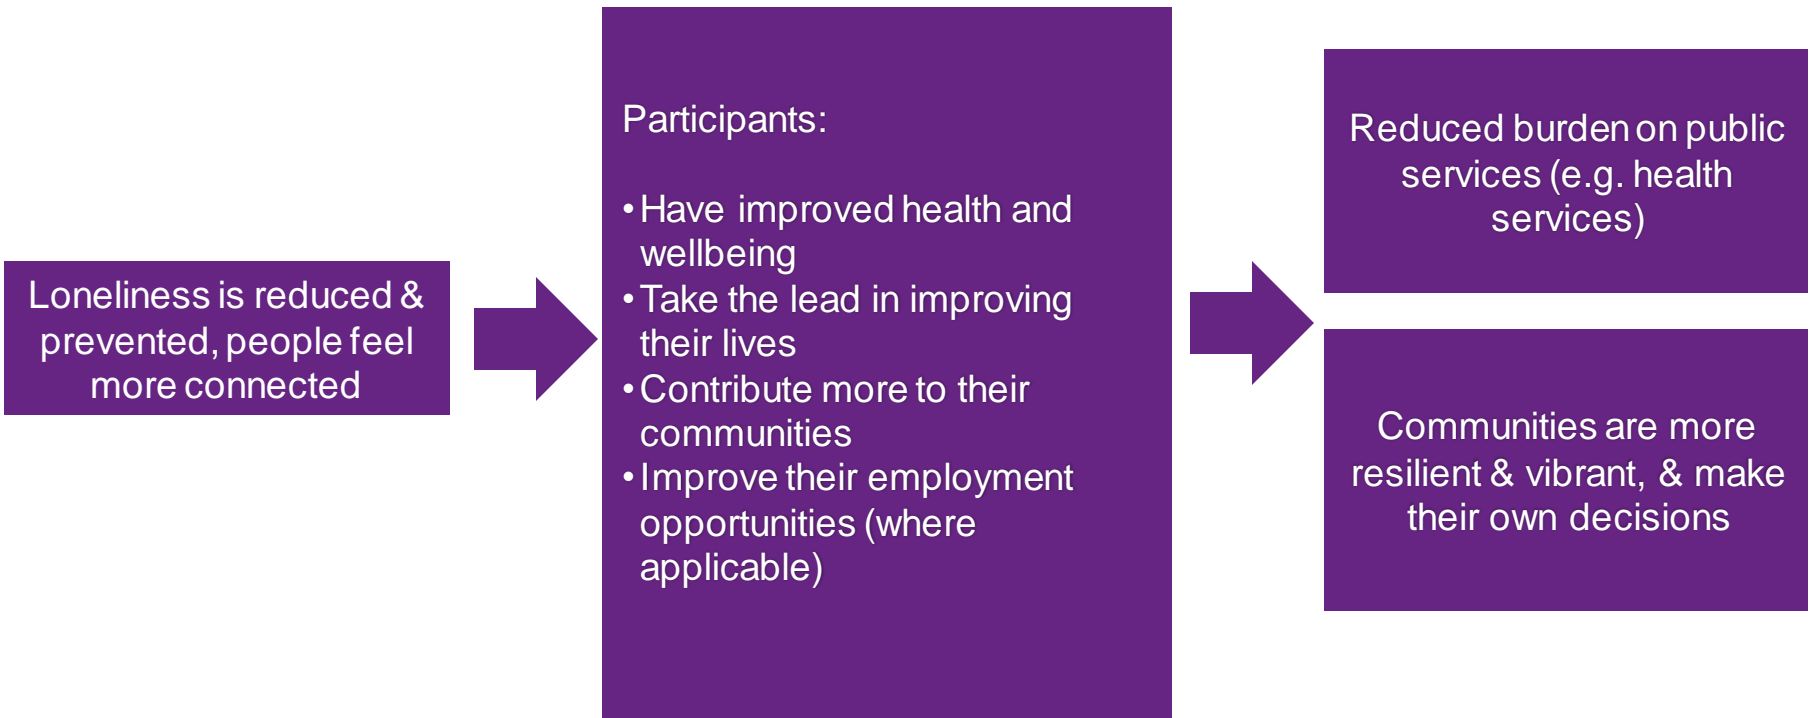 Loneliness is reduced &
prevented, people feel
more connected
Participants:
•Have improved health and
wellbeing
•Take the lead in improving
their lives
•Contribute more to their
communities
•Improve their employment
opportunities (where
applicable)
Reduced burden on public
services (e.g. health
services)
Communities are more
resilient & vibrant, & make
their own decisions